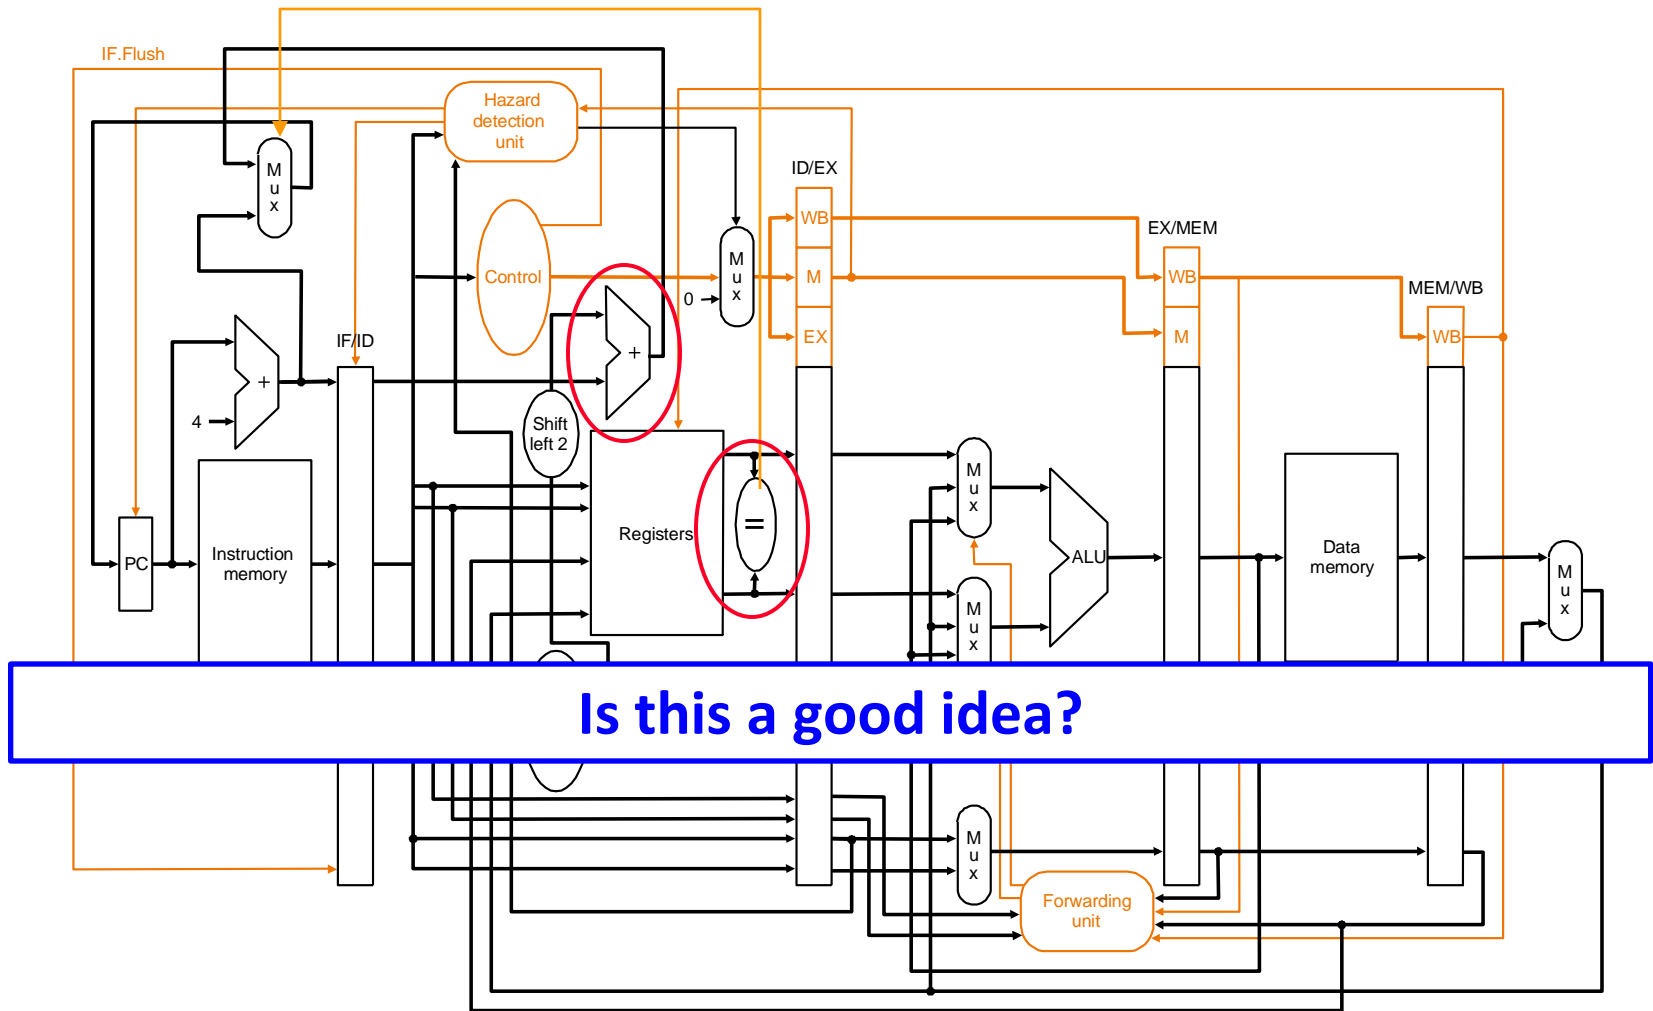 IF.Flush
Hazard
detection
unit
M
u
x
ID/EX
WB
EX/MEM
Control
M
u
x
0
M
WB
MEM/WB
EX
M
WB
IF/ID
+
+
4
Shift
left 2
M
u
x
=
Registers
PC
Instruction
memory
ALU
Data
memory
M
u
x
M
u
x
Is this a good idea?
M
u
x
Forwarding
unit